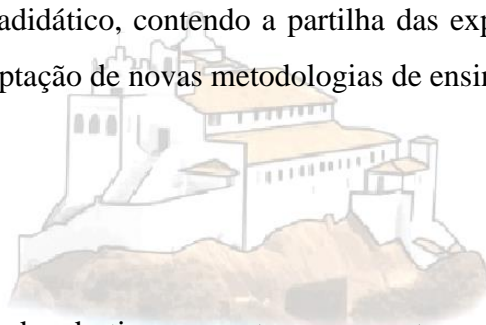 adidático, contendo a partilha das exp
ptação de novas metodologias de ensin